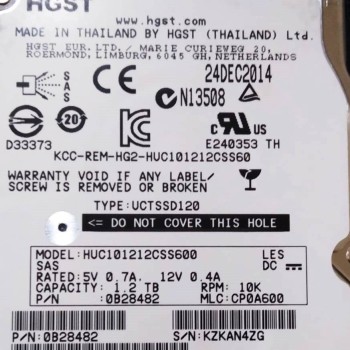 HGST
www.hgst.com
MADE IN THAILAND BY HGST (THAILAND) Ltd.
HGST EUR. LTD./ MARIE CURIEWEG 20,
ROERMOND, LIMBURG, 6045 GH, NETHERLANDS
24DEC2014
SAS
N13508
20
D33373
c RU US
E240353 TH
KCC-REM-HG2-HUC101212CSS60
WARRANTY VOID IF ANY LABEL/
SCREW IS REMOVED OR BROKEN
TYPE: UCTSSD120
<= DO NOT COVER THIS HOLE
MODEL: HUC101212CSS600 LES
SAS DC
RATED: 5V 0.7A. 12V 0.4A
CAPACITY: 1.2 TB RPM: 10K
P/N 0B28482 MLC: CP0A600
P/N: 0B28482 S/N: KZKAN4ZG